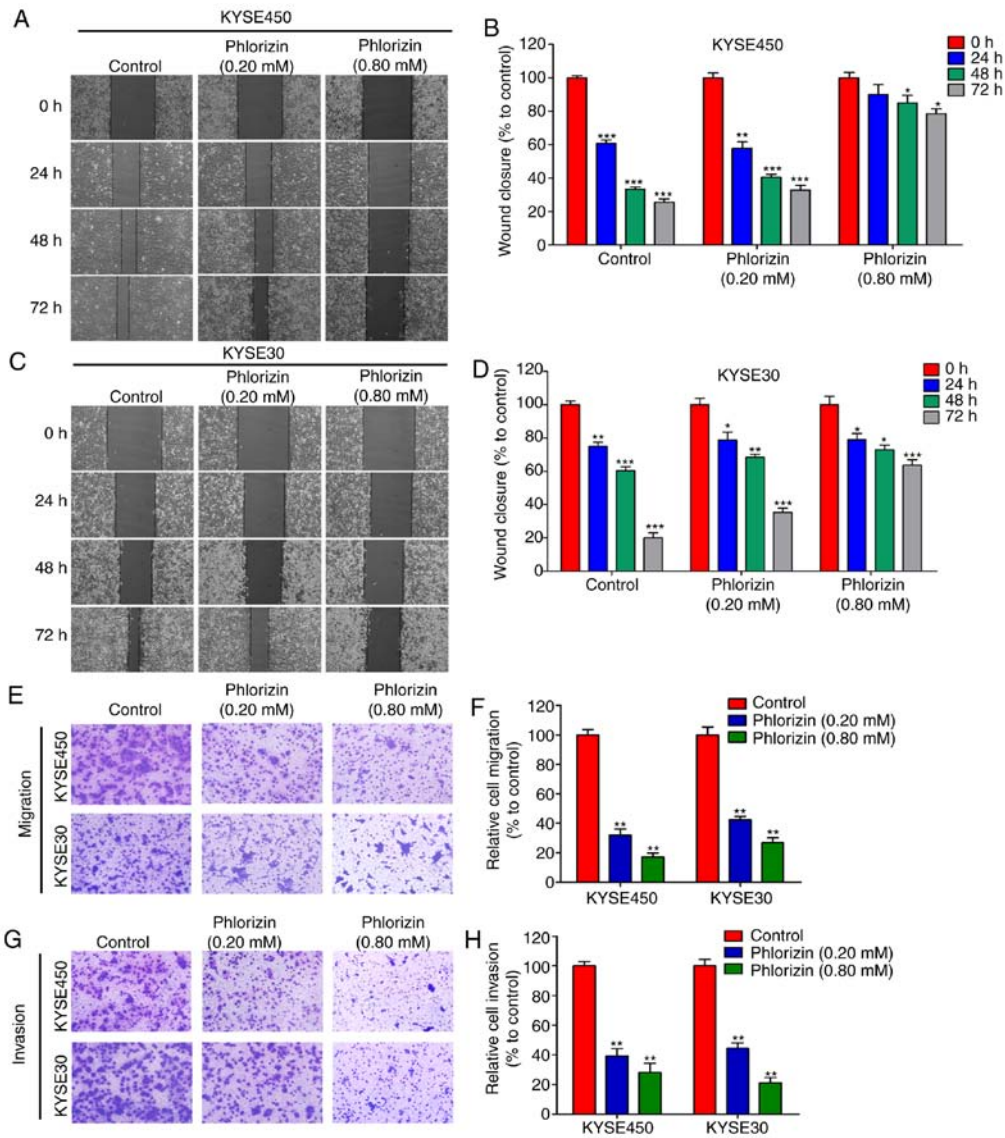 A
KYSE450
Control
Phlorizin
(0.20 mM)
Phlorizin
(0.80 mM)
0 h
24 h
48 h
72 h
B
KYSE450
0 h
24 h
48 h
72 h
Wound closure (% to control)
120
100
80
60
40
20
0
***
***
***
**
***
***
*
*
Control
Phlorizin
(0.20 mM)
Phlorizin
(0.80 mM)
C
KYSE30
Control
Phlorizin
(0.20 mM)
Phlorizin
(0.80 mM)
0 h
24 h
48 h
72 h
D
KYSE30
0 h
24 h
48 h
72 h
Wound closure (% to control)
120
100
80
60
40
20
0
**
***
***
*
**
***
*
*
***
Control
Phlorizin
(0.20 mM)
Phlorizin
(0.80 mM)
E
Control
Phlorizin
(0.20 mM)
Phlorizin
(0.80 mM)
Migration
KYSE450
KYSE30
F
Control
Phlorizin (0.20 mM)
Phlorizin (0.80 mM)
Relative cell migration
(% to control)
120
100
80
60
40
20
0
**
**
**
**
KYSE450
KYSE30
G
Control
Phlorizin
(0.20 mM)
Phlorizin
(0.80 mM)
Invasion
KYSE450
KYSE30
H
Control
Phlorizin (0.20 mM)
Phlorizin (0.80 mM)
Relative cell invasion
(% to control)
120
100
80
60
40
20
0
**
**
**
**
KYSE450
KYSE30